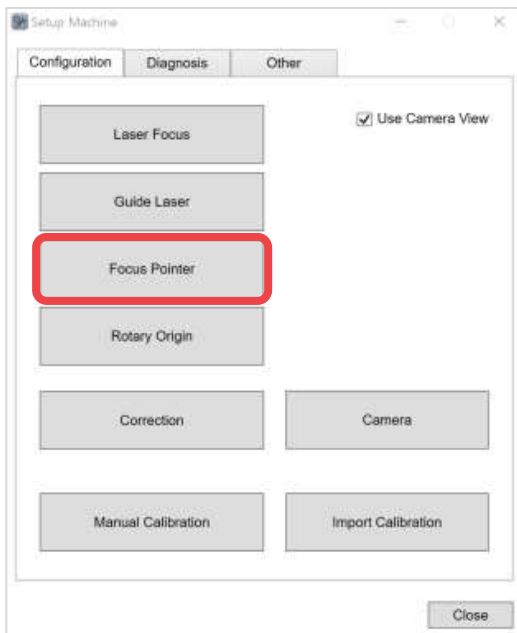 Setup Machine
Configuration Diagnosis Other
Laser Focus
Use Camera View
Guide Laser
Focus Pointer
Rotary Origin
Correction
Camera
Manual Calibration
Import Calibration
Close